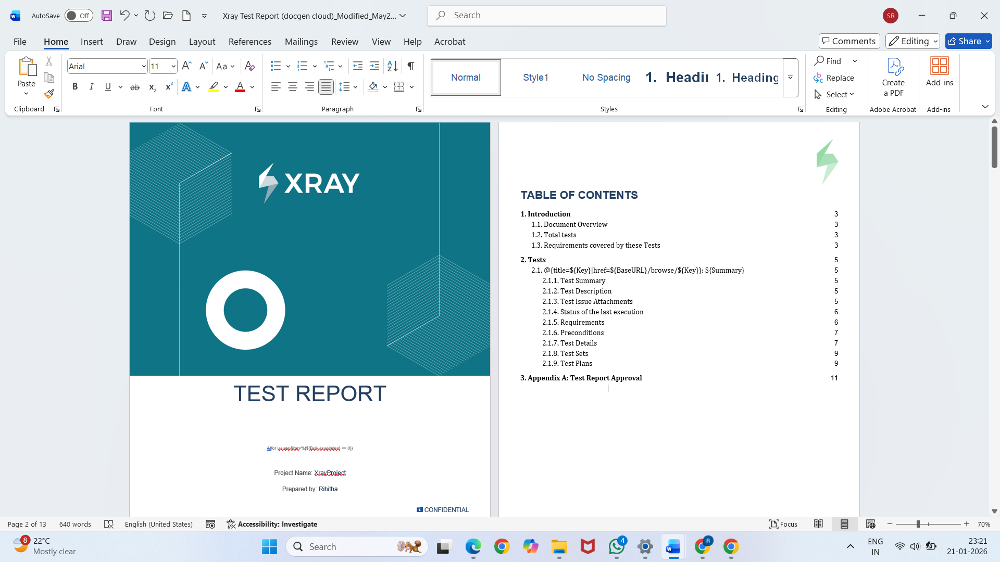 AutoSave Off Xray Test Report (docgen cloud)_Modified_May2... Search SR
File Home Insert Draw Design Layout References Mailings Review View Help Acrobat Comments Editing Share
Paste Arial 11 Aa Normal Style1 No Spacing 1. Headin 1. Heading Find Replace Select Create a PDF Add-ins
Clipboard Font Paragraph Styles Editing Adobe Acrobat Add-ins
XRAY
TEST REPORT
Project Name: XrayProject
Prepared by: Rihitha
CONFIDENTIAL
TABLE OF CONTENTS
1. Introduction 3
1.1. Document Overview 3
1.2. Total tests 3
1.3. Requirements covered by these Tests 3
2. Tests 5
2.1. @{title=${Key}|href=${BaseURL}/browse/${Key}}: ${Summary} 5
2.1.1. Test Summary 5
2.1.2. Test Description 5
2.1.3. Test Issue Attachments 5
2.1.4. Status of the last execution 6
2.1.5. Requirements 6
2.1.6. Preconditions 7
2.1.7. Test Details 7
2.1.8. Test Sets 9
2.1.9. Test Plans 9
3. Appendix A: Test Report Approval 11
Page 2 of 13 640 words English (United States) Accessibility: Investigate Focus 70%
8 22°C Mostly clear Search 4 R ENG IN 23:21 21-01-2026